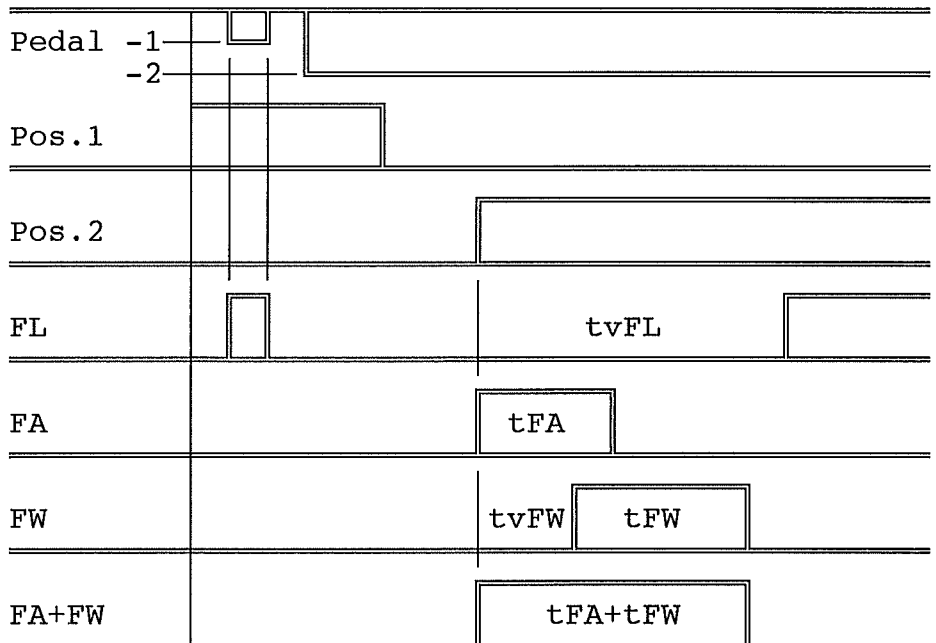 Pedal -1
-2
Pos.1
Pos.2
FL tvFL
FA tFA
FW tvFW tFW
FA+FW tFA+tFW